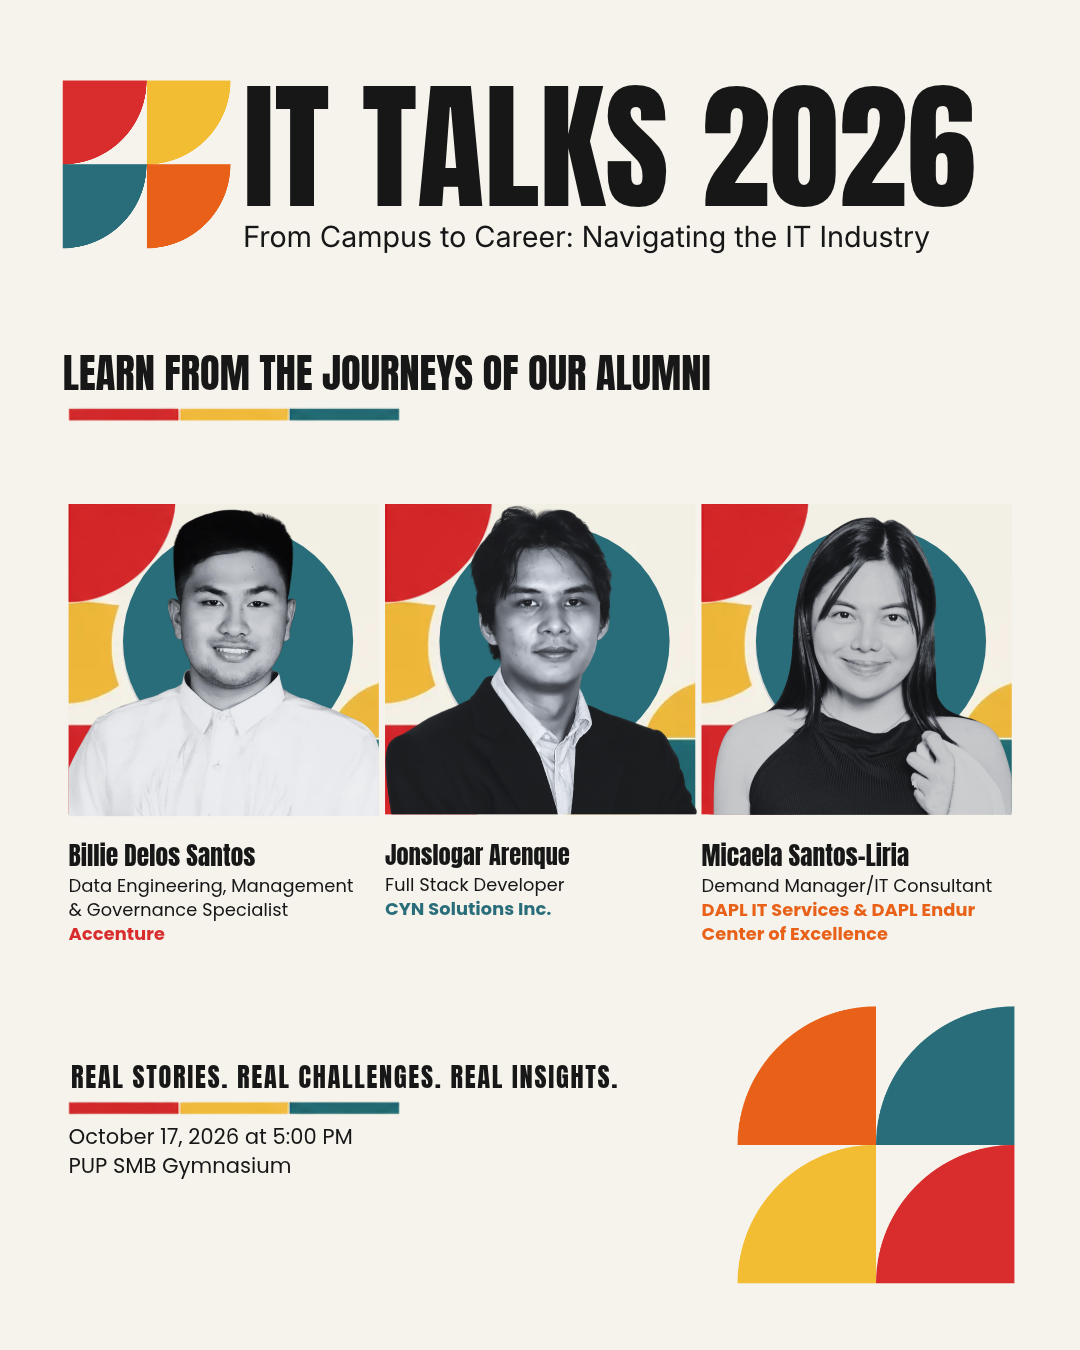 IT TALKS 2026
From Campus to Career: Navigating the IT Industry
LEARN FROM THE JOURNEYS OF OUR ALUMNI
Billie Delos Santos
Data Engineering, Management
& Governance Specialist
Accenture
Jonslogar Arenque
Full Stack Developer
CYN Solutions Inc.
Micaela Santos-Liria
Demand Manager/IT Consultant
DAPL IT Services & DAPL Endur
Center of Excellence
REAL STORIES. REAL CHALLENGES. REAL INSIGHTS.
October 17, 2026 at 5:00 PM
PUP SMB Gymnasium